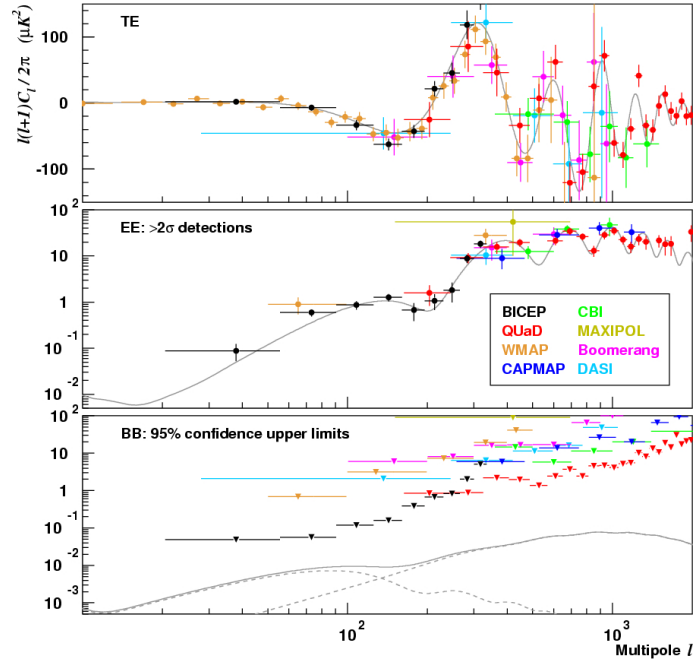 l(l+1)C_l / 2π (μK²)
TE
100
0
-100
10²
EE: >2σ detections
10
1
10⁻¹
10⁻²
BICEP
QUaD
WMAP
CAPMAP
CBI
MAXIPOL
Boomerang
DASI
10²
BB: 95% confidence upper limits
10
1
10⁻¹
10⁻²
10⁻³
10² 10³
Multipole l